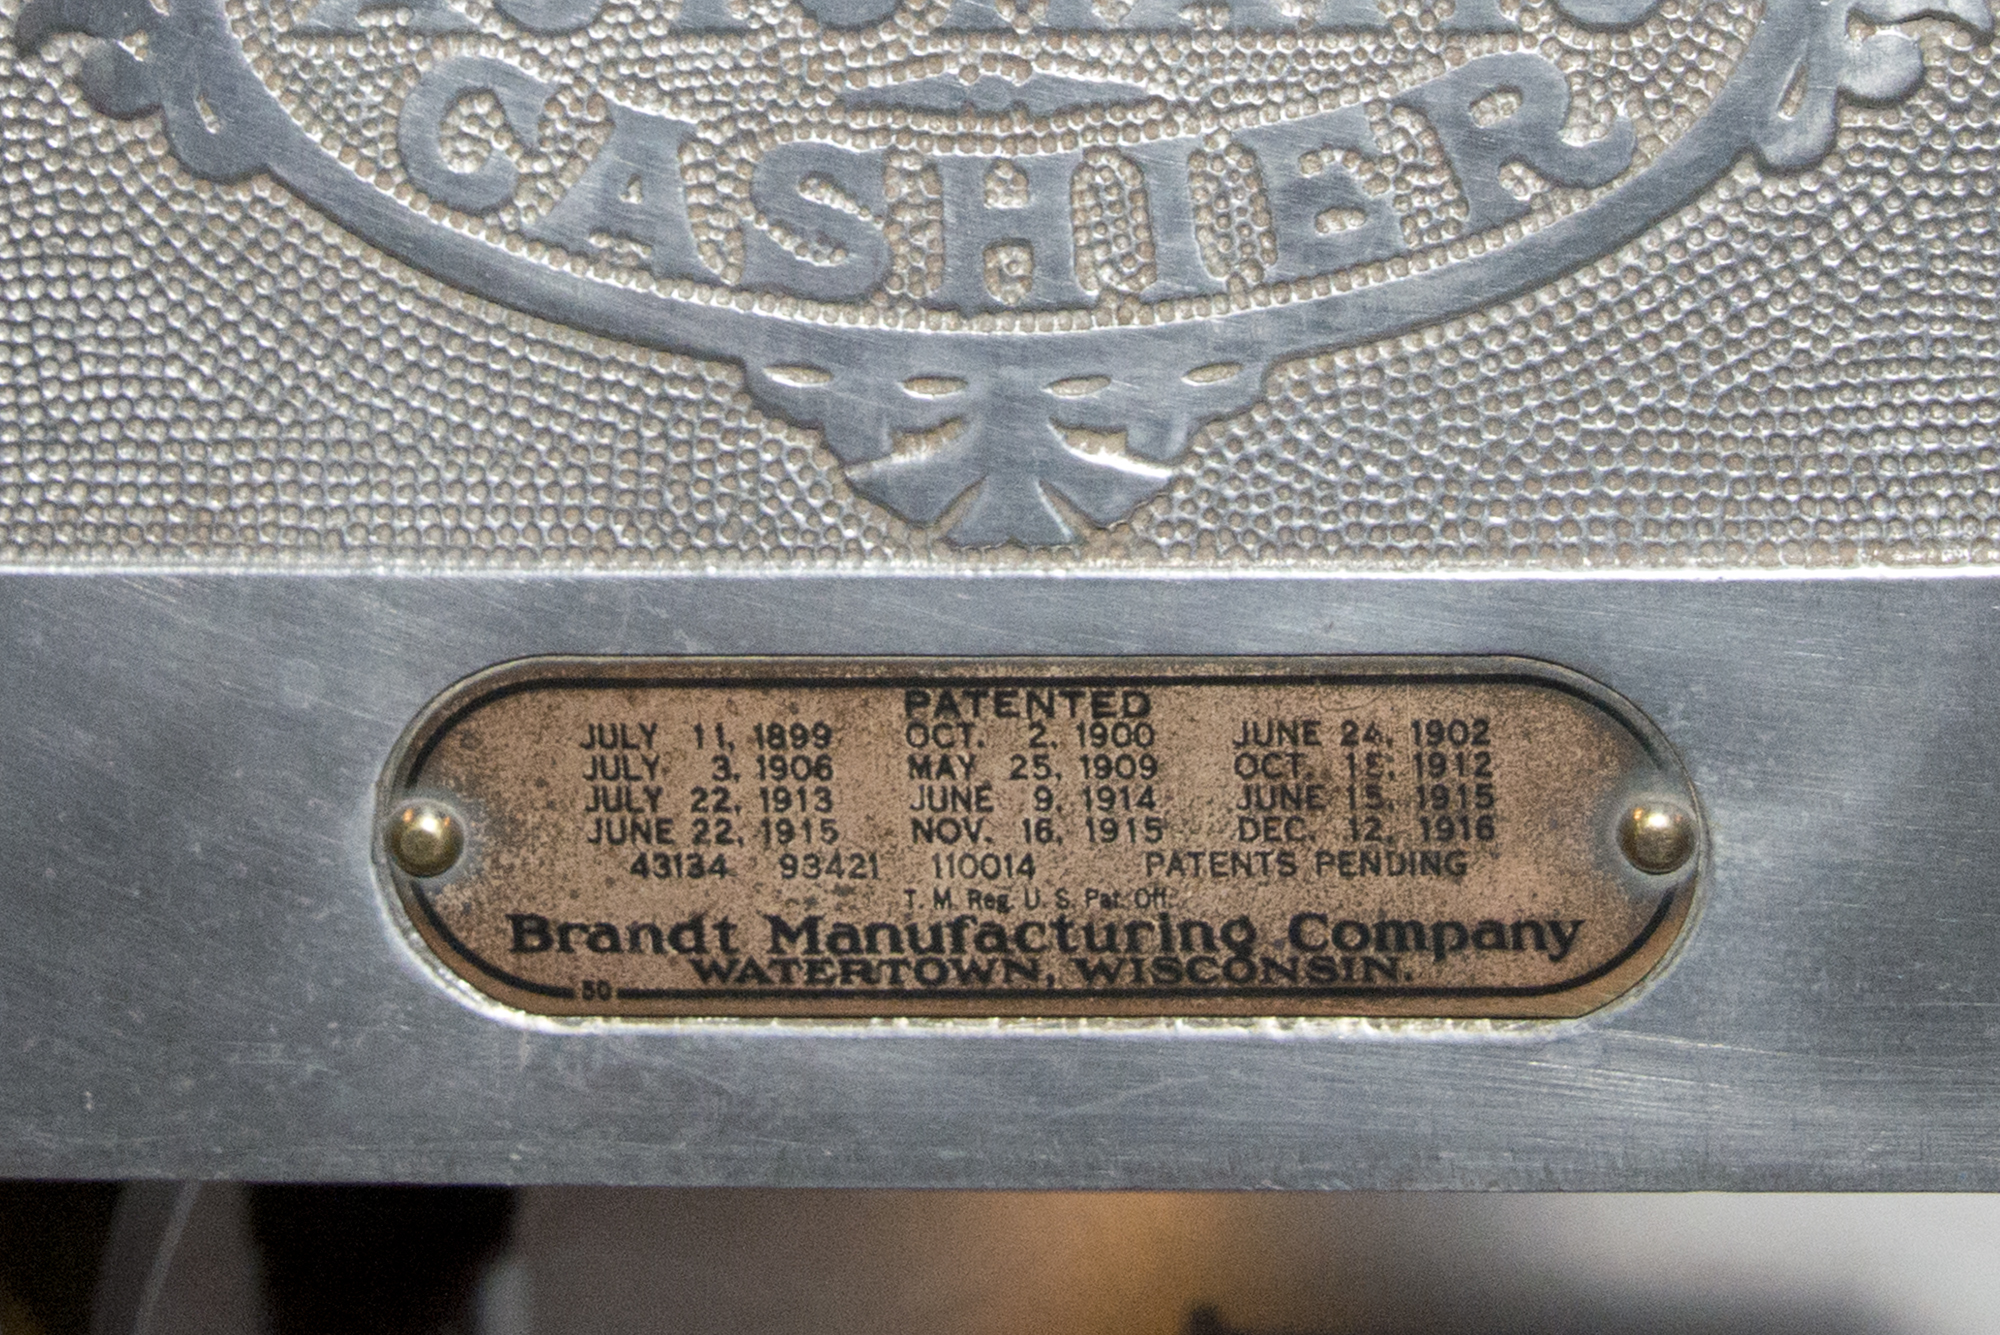 AUTOMATIC
CASHIER
PATENTED
JULY 11, 1899 OCT. 2, 1900 JUNE 24, 1902
JULY 3, 1906 MAY 25, 1909 OCT. 15, 1912
JULY 22, 1913 JUNE 9, 1914 JUNE 15, 1915
JUNE 22, 1915 NOV. 16, 1915 DEC. 12, 1916
43134 93421 110014 PATENTS PENDING
T. M. Reg. U. S. Pat. Off.
Brandt Manufacturing Company
WATERTOWN, WISCONSIN.
50